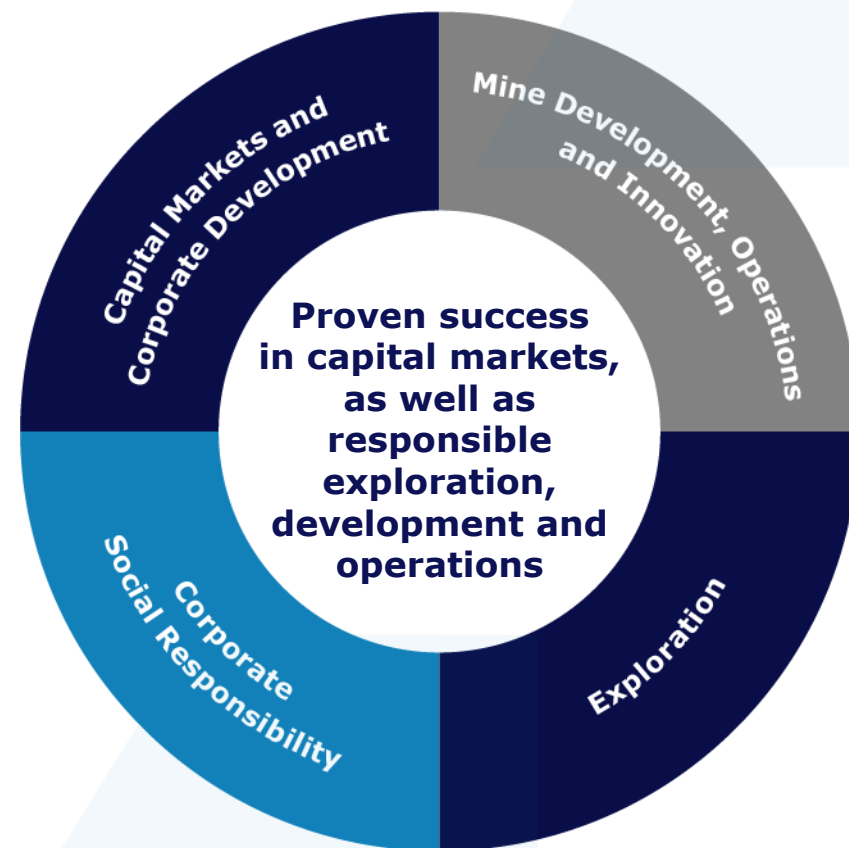 Capital Markets and
Corporate Development
Mine Development, Operations
and Innovation
Proven success
in capital markets,
as well as
responsible
exploration,
development and
operations
Corporate
Social Responsibility
Exploration